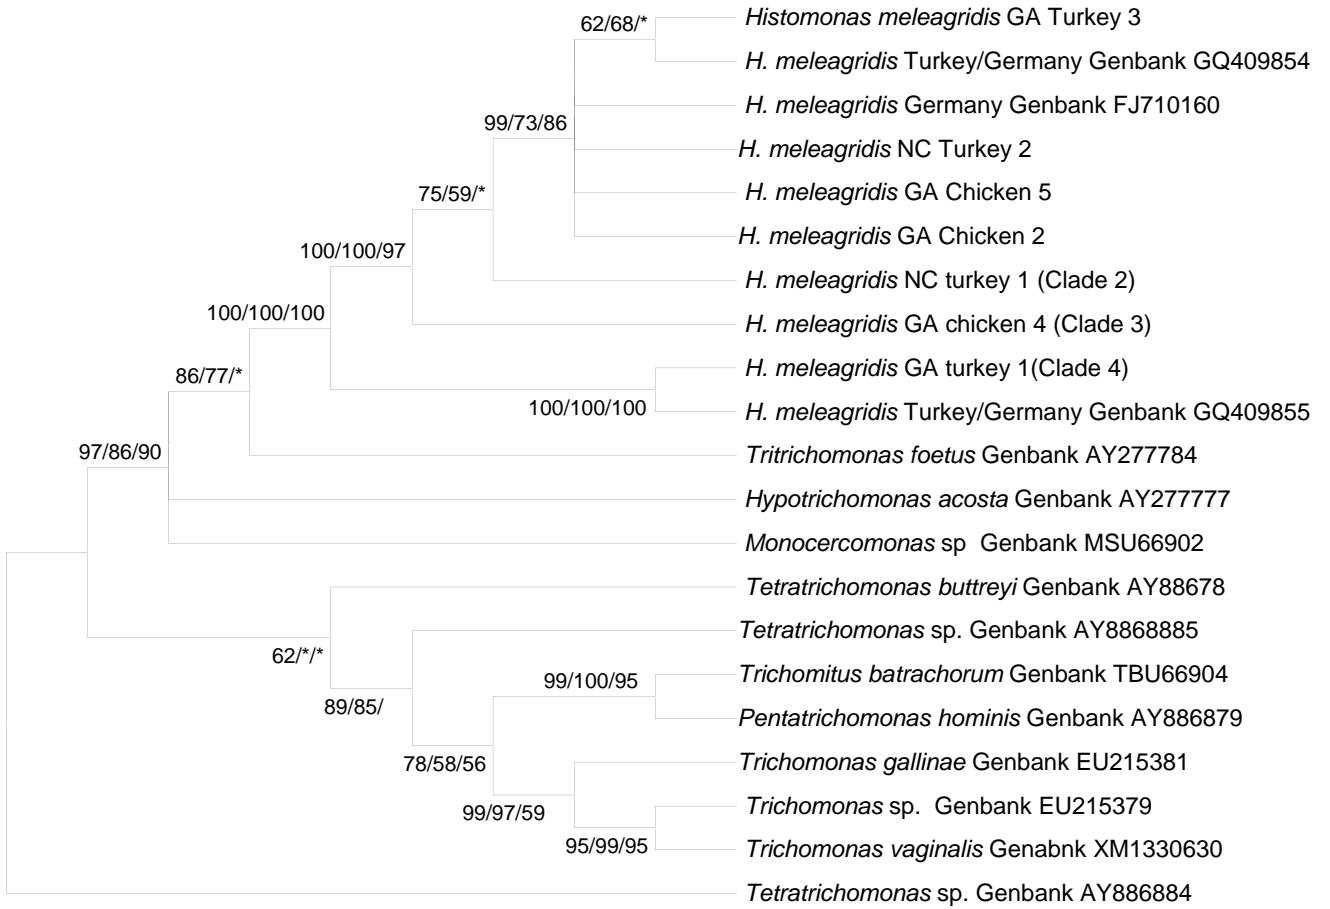 62/68/*
Histomonas meleagridis GA Turkey 3
H. meleagridis Turkey/Germany Genbank GQ409854
H. meleagridis Germany Genbank FJ710160
99/73/86
H. meleagridis NC Turkey 2
75/59/*
H. meleagridis GA Chicken 5
H. meleagridis GA Chicken 2
100/100/97
H. meleagridis NC turkey 1 (Clade 2)
100/100/100
H. meleagridis GA chicken 4 (Clade 3)
86/77/*
H. meleagridis GA turkey 1(Clade 4)
100/100/100
H. meleagridis Turkey/Germany Genbank GQ409855
97/86/90
Tritrichomonas foetus Genbank AY277784
Hypotrichomonas acosta Genbank AY277777
Monocercomonas sp Genbank MSU66902
Tetratrichomonas buttreyi Genbank AY88678
Tetratrichomonas sp. Genbank AY8868885
62/*/*
Trichomitus batrachorum Genbank TBU66904
99/100/95
89/85/
Pentatrichomonas hominis Genbank AY886879
78/58/56
Trichomonas gallinae Genbank EU215381
99/97/59
Trichomonas sp. Genbank EU215379
95/99/95
Trichomonas vaginalis Genabnk XM1330630
Tetratrichomonas sp. Genbank AY886884